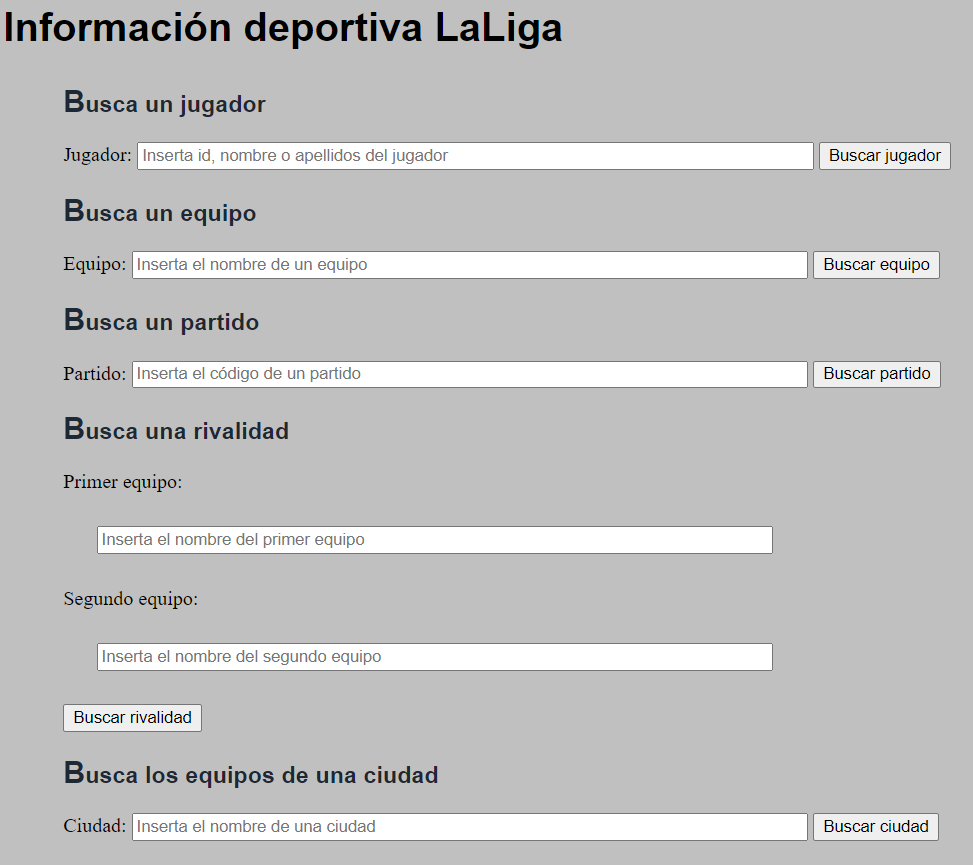 Información deportiva LaLiga
Busca un jugador
Jugador: Inserta id, nombre o apellidos del jugador Buscar jugador
Busca un equipo
Equipo: Inserta el nombre de un equipo Buscar equipo
Busca un partido
Partido: Inserta el código de un partido Buscar partido
Busca una rivalidad
Primer equipo:
Inserta el nombre del primer equipo
Segundo equipo:
Inserta el nombre del segundo equipo
Buscar rivalidad
Busca los equipos de una ciudad
Ciudad: Inserta el nombre de una ciudad Buscar ciudad